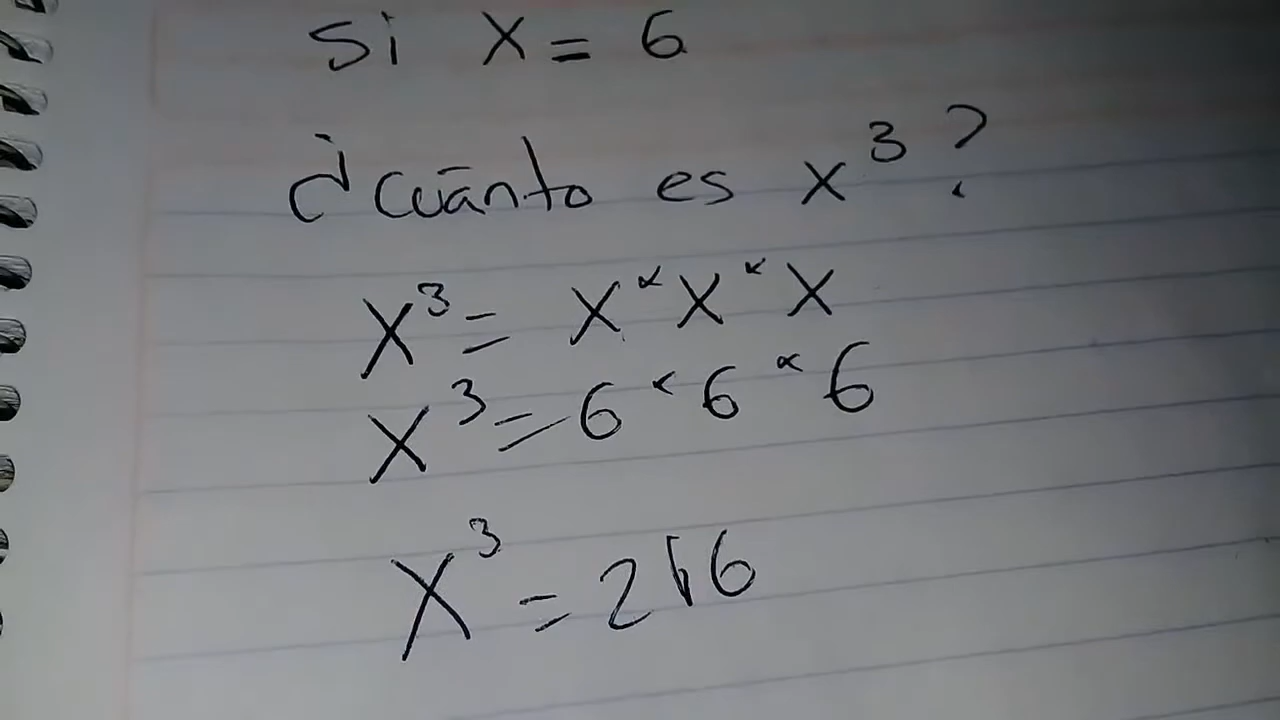 Si x = 6
¿cuánto es x³?
x³ = x * x * x
x³ = 6 * 6 * 6
x³ = 216